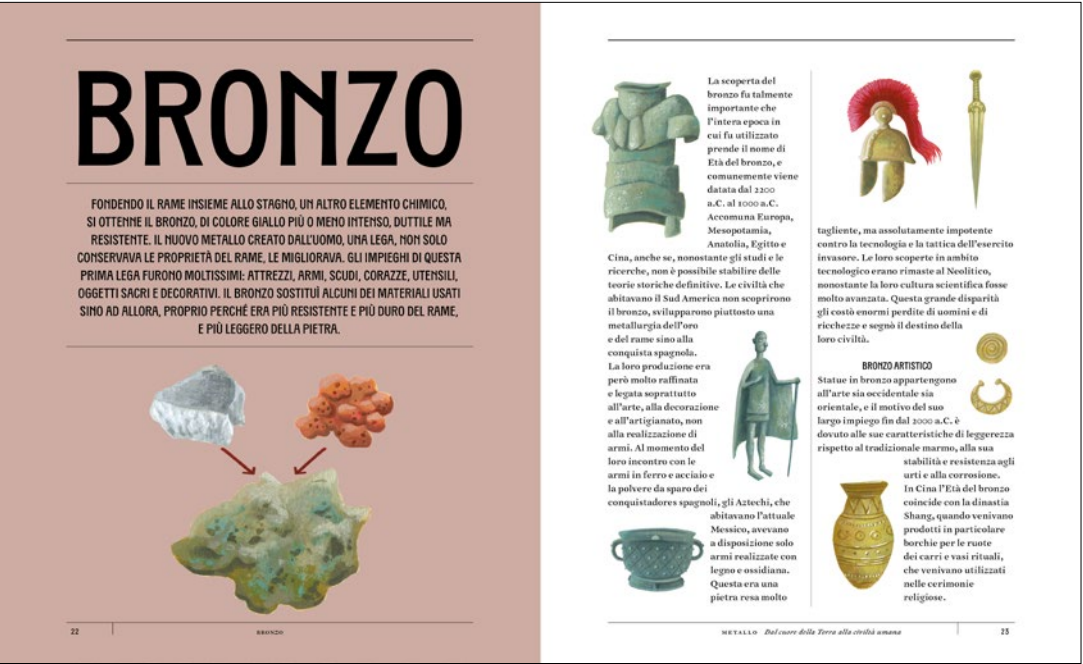 BRONZO
FONDENDO IL RAME INSIEME ALLO STAGNO, UN ALTRO ELEMENTO CHIMICO,
SI OTTENNE IL BRONZO, DI COLORE GIALLO PIÙ O MENO INTENSO, DUTTILE MA
RESISTENTE. IL NUOVO METALLO CREATO DALL'UOMO, UNA LEGA, NON SOLO
CONSERVAVA LE PROPRIETÀ DEL RAME, LE MIGLIORAVA. GLI IMPIEGHI DI QUESTA
PRIMA LEGA FURONO MOLTISSIMI: ATTREZZI, ARMI, SCUDI, CORAZZE, UTENSILI,
OGGETTI SACRI E DECORATIVI. IL BRONZO SOSTITUÌ ALCUNI DEI MATERIALI USATI
SINO AD ALLORA, PROPRIO PERCHÉ ERA PIÙ RESISTENTE E PIÙ DURO DEL RAME,
E PIÙ LEGGERO DELLA PIETRA.
22
BRONZO
La scoperta del
bronzo fu talmente
importante che
l'intera epoca in
cui fu utilizzato
prende il nome di
Età del bronzo, e
comunemente viene
datata dal 2200
a.C. al 1000 a.C.
Accomuna Europa,
Mesopotamia,
Anatolia, Egitto e
Cina, anche se, nonostante gli studi e le
ricerche, non è possibile stabilire delle
teorie storiche definitive. Le civiltà che
abitavano il Sud America non scoprirono
il bronzo, svilupparono piuttosto una
metallurgia dell'oro
e del rame sino alla
conquista spagnola.
La loro produzione era
però molto raffinata
e legata soprattutto
all'arte, alla decorazione
e all'artigianato, non
alla realizzazione di
armi. Al momento del
loro incontro con le
armi in ferro e acciaio e
la polvere da sparo dei
conquistadores spagnoli, gli Aztechi, che
abitavano l'attuale
Messico, avevano
a disposizione solo
armi realizzate con
legno e ossidiana.
Questa era una
pietra resa molto
tagliente, ma assolutamente impotente
contro la tecnologia e la tattica dell'esercito
invasore. Le loro scoperte in ambito
tecnologico erano rimaste al Neolitico,
nonostante la loro cultura scientifica fosse
molto avanzata. Questa grande disparità
gli costò enormi perdite di uomini e di
ricchezze e segnò il destino della
loro civiltà.
BRONZO ARTISTICO
Statue in bronzo appartengono
all'arte sia occidentale sia
orientale, e il motivo del suo
largo impiego fin dal 2000 a.C. è
dovuto alle sue caratteristiche di leggerezza
rispetto al tradizionale marmo, alla sua
stabilità e resistenza agli
urti e alla corrosione.
In Cina l'Età del bronzo
coincide con la dinastia
Shang, quando venivano
prodotti in particolare
borchie per le ruote
dei carri e vasi rituali,
che venivano utilizzati
nelle cerimonie
religiose.
METALLO Dal cuore della Terra alla civiltà umana
23